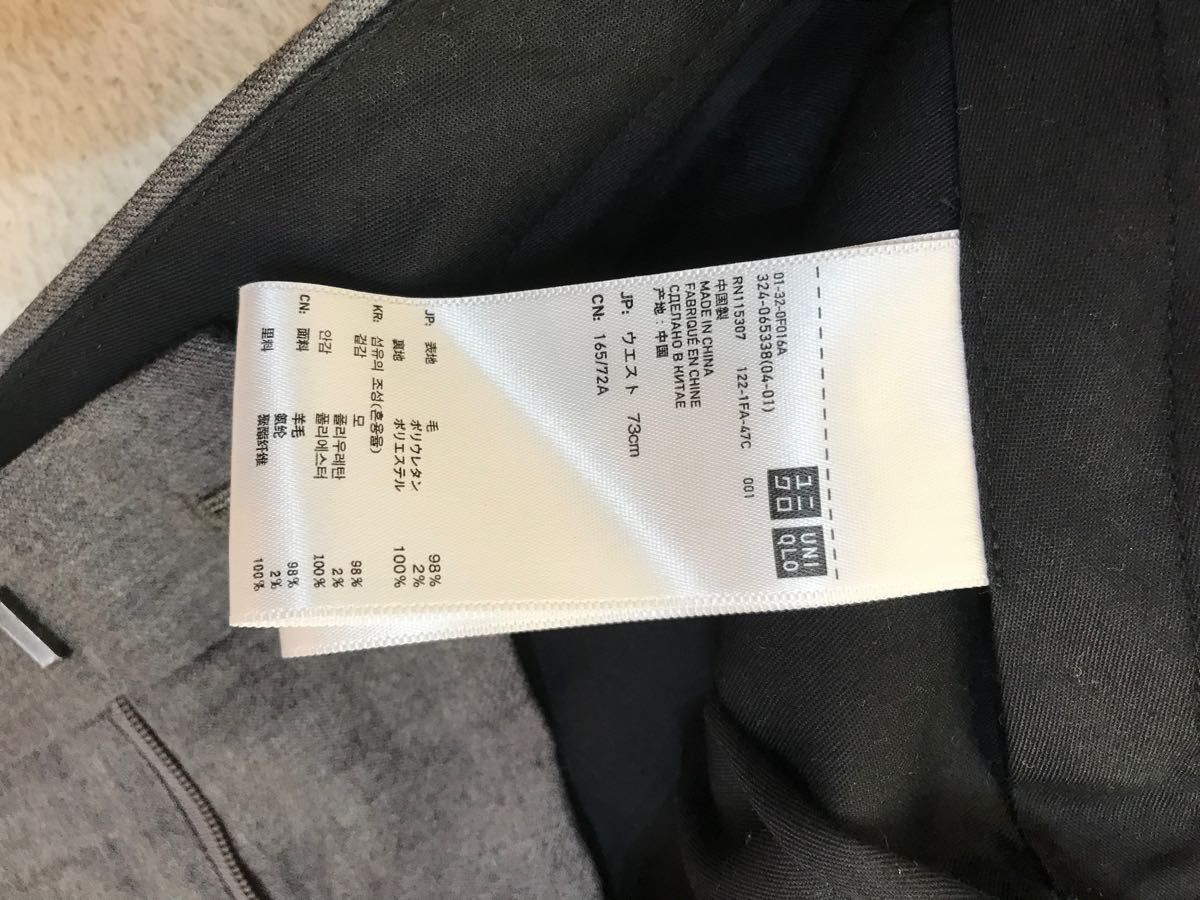 ユニ
クロ
UNI
QLO
01-32-0F016A
324-065338(04-01)
RN115307 122-1FA-47C 001
中国製
MADE IN CHINA
FABRIQUÉ EN CHINE
СДЕЛАНО В КИТАЕ
产地:中国
JP: ウエスト 73cm
CN: 165/72A
JP: 表地 毛 98%
ポリウレタン 2%
裏地 ポリエステル 100%
KR: 섬유의 조성(혼용율)
겉감 모 98%
폴리우레탄 2%
안감 폴리에스터 100%
CN: 面料 羊毛 98%
氨纶 2%
里料 聚酯纤维 100%